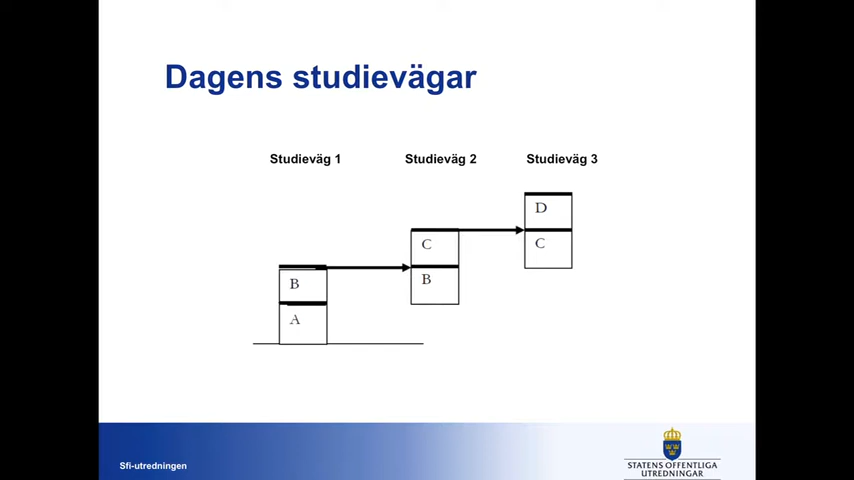 Dagens studievägar
Studieväg 1
Studieväg 2
Studieväg 3
D
C
C
B
B
A
Sfi-utredningen
STATENS OFFENTLIGA
UTREDNINGAR